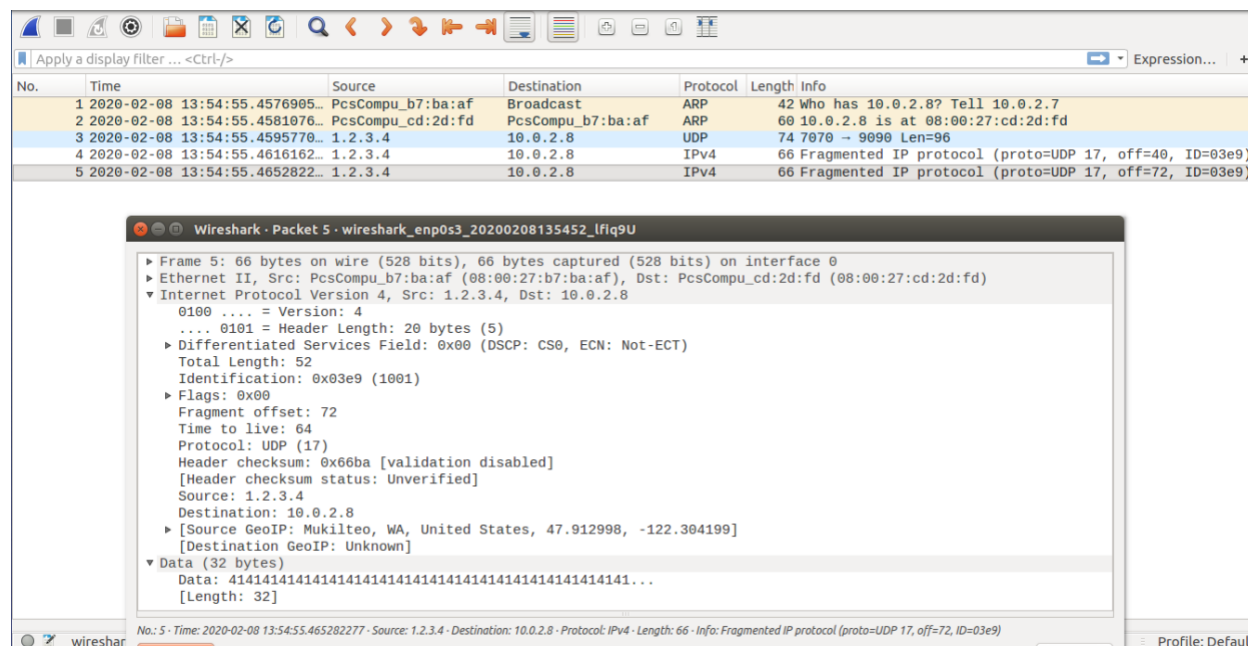 Apply a display filter ... <Ctrl-/>
Expression... +
No. Time Source Destination Protocol Length Info
1 2020-02-08 13:54:55.4576905… PcsCompu_b7:ba:af Broadcast ARP 42 Who has 10.0.2.8? Tell 10.0.2.7
2 2020-02-08 13:54:55.4581076… PcsCompu_cd:2d:fd PcsCompu_b7:ba:af ARP 60 10.0.2.8 is at 08:00:27:cd:2d:fd
3 2020-02-08 13:54:55.4595770… 1.2.3.4 10.0.2.8 UDP 74 7070 → 9090 Len=96
4 2020-02-08 13:54:55.4616162… 1.2.3.4 10.0.2.8 IPv4 66 Fragmented IP protocol (proto=UDP 17, off=40, ID=03e9)
5 2020-02-08 13:54:55.4652822… 1.2.3.4 10.0.2.8 IPv4 66 Fragmented IP protocol (proto=UDP 17, off=72, ID=03e9)
Wireshark · Packet 5 · wireshark_enp0s3_20200208135452_lfIq9U
Frame 5: 66 bytes on wire (528 bits), 66 bytes captured (528 bits) on interface 0
Ethernet II, Src: PcsCompu_b7:ba:af (08:00:27:b7:ba:af), Dst: PcsCompu_cd:2d:fd (08:00:27:cd:2d:fd)
Internet Protocol Version 4, Src: 1.2.3.4, Dst: 10.0.2.8
0100 .... = Version: 4
.... 0101 = Header Length: 20 bytes (5)
Differentiated Services Field: 0x00 (DSCP: CS0, ECN: Not-ECT)
Total Length: 52
Identification: 0x03e9 (1001)
Flags: 0x00
Fragment offset: 72
Time to live: 64
Protocol: UDP (17)
Header checksum: 0x66ba [validation disabled]
[Header checksum status: Unverified]
Source: 1.2.3.4
Destination: 10.0.2.8
[Source GeoIP: Mukilteo, WA, United States, 47.912998, -122.304199]
[Destination GeoIP: Unknown]
Data (32 bytes)
Data: 414141414141414141414141414141414141414141414141...
[Length: 32]
No.: 5 · Time: 2020-02-08 13:54:55.465282277 · Source: 1.2.3.4 · Destination: 10.0.2.8 · Protocol: IPv4 · Length: 66 · Info: Fragmented IP protocol (proto=UDP 17, off=72, ID=03e9)
wireshar Profile: Defaul